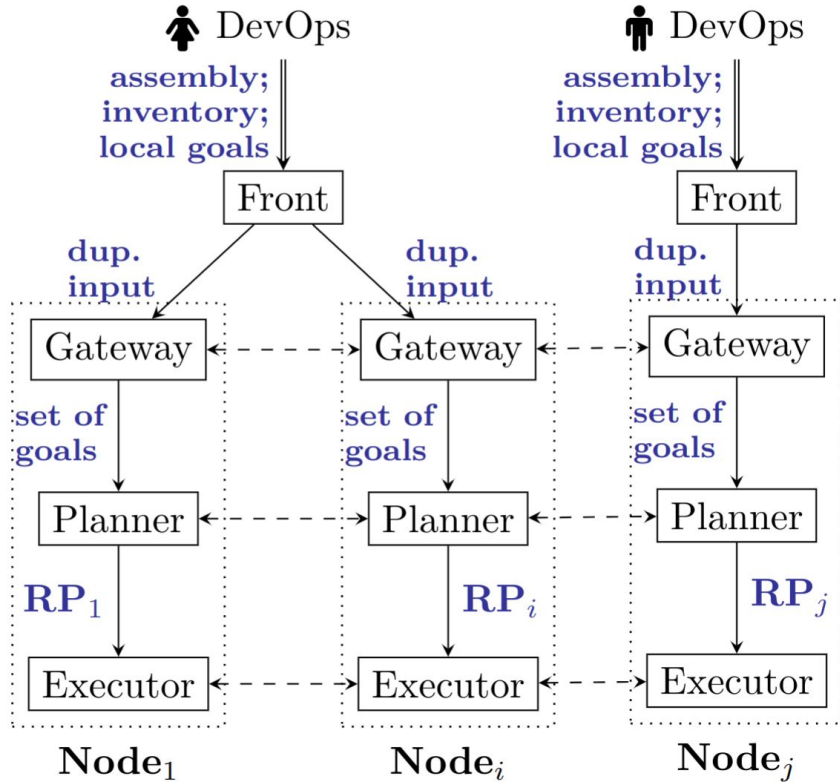 DevOps
DevOps
assembly;
inventory;
local goals
assembly;
inventory;
local goals
Front
Front
dup.
input
dup.
input
dup.
input
Gateway
Gateway
Gateway
set of
goals
set of
goals
set of
goals
Planner
Planner
Planner
RP₁
RPᵢ
RPⱼ
Executor
Executor
Executor
Node₁
Nodeᵢ
Nodeⱼ